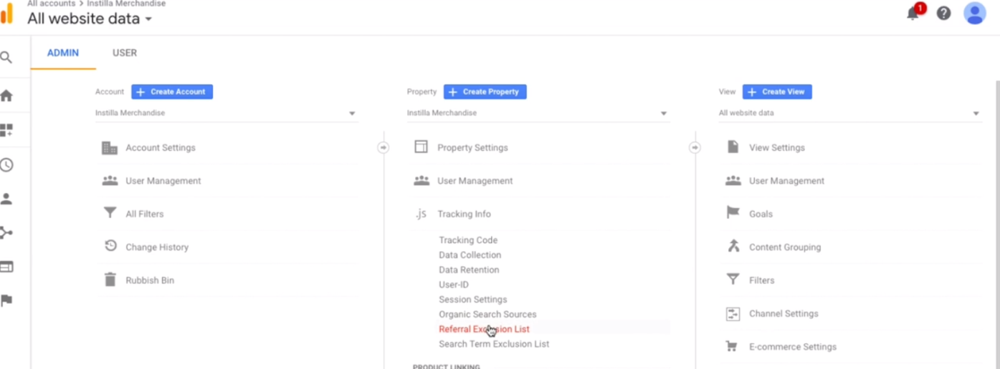 All accounts > Instilla Merchandise
All website data
1
ADMIN USER
Account + Create Account
Instilla Merchandise
Account Settings
User Management
All Filters
Change History
Rubbish Bin
Property + Create Property
Instilla Merchandise
Property Settings
User Management
.js Tracking Info
Tracking Code
Data Collection
Data Retention
User-ID
Session Settings
Organic Search Sources
Referral Exclusion List
Search Term Exclusion List
PRODUCT LINKING
View + Create View
All website data
View Settings
User Management
Goals
Content Grouping
Filters
Channel Settings
E-commerce Settings